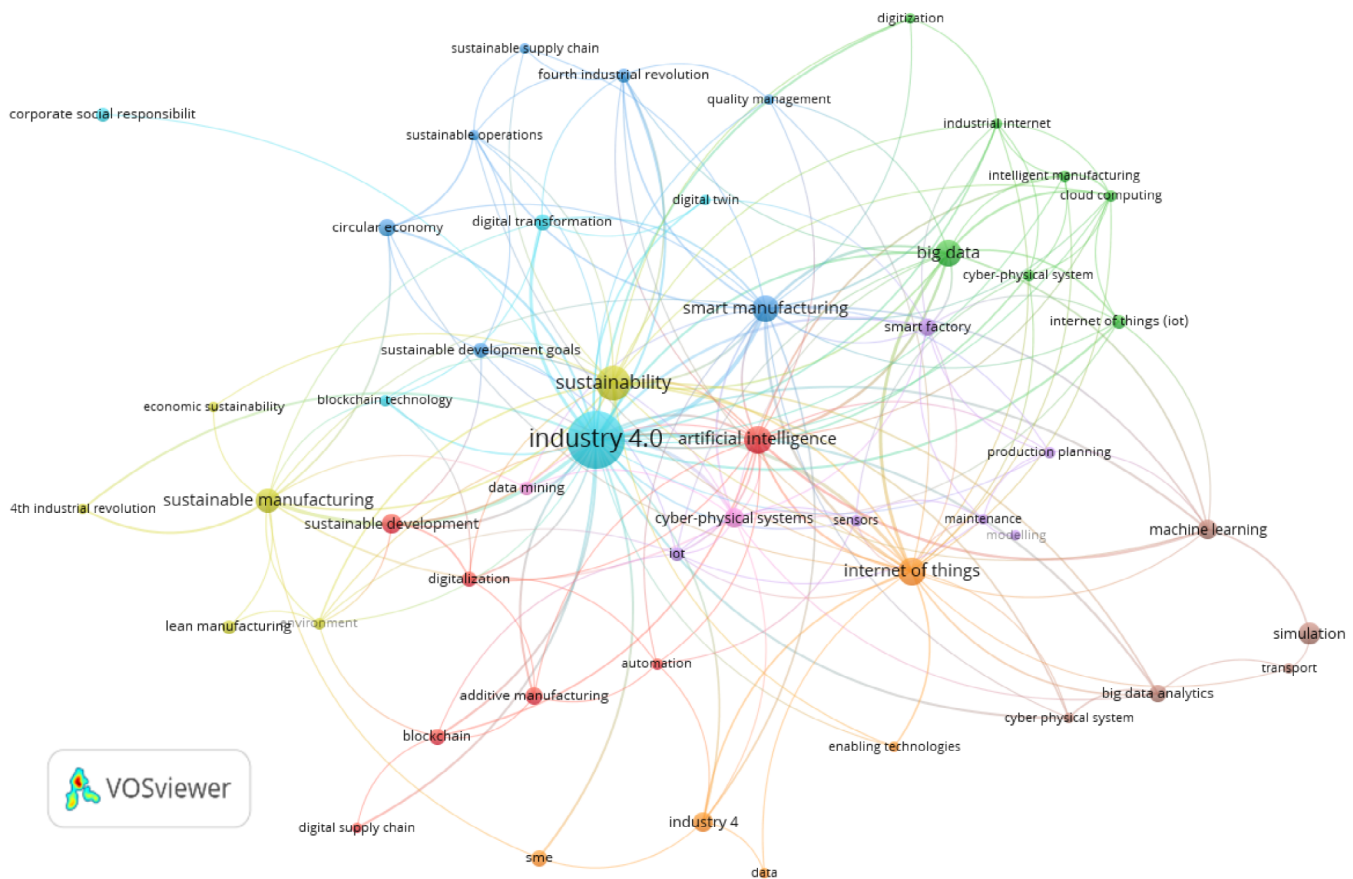 digitization
sustainable supply chain
fourth industrial revolution
quality management
corporate social responsibilit
industrial internet
sustainable operations
intelligent manufacturing
cloud computing
digital twin
digital transformation
circular economy
big data
cyber-physical system
smart manufacturing
internet of things (iot)
smart factory
sustainable development goals
sustainability
blockchain technology
economic sustainability
industry 4.0
artificial intelligence
production planning
data mining
sustainable manufacturing
4th industrial revolution
cyber-physical systems
sensors
maintenance
sustainable development
machine learning
modelling
iot
internet of things
digitalization
environment
lean manufacturing
simulation
automation
transport
additive manufacturing
big data analytics
cyber physical system
blockchain
enabling technologies
VOSviewer
industry 4
digital supply chain
sme
data